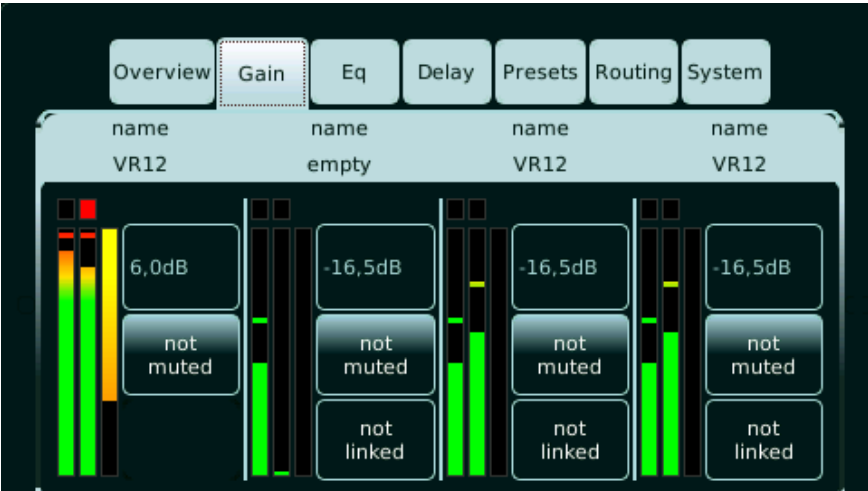 Overview Gain Eq Delay Presets Routing System
name name name name
VR12 empty VR12 VR12
6,0dB -16,5dB -16,5dB -16,5dB
not not not not
muted muted muted muted
not not not
linked linked linked